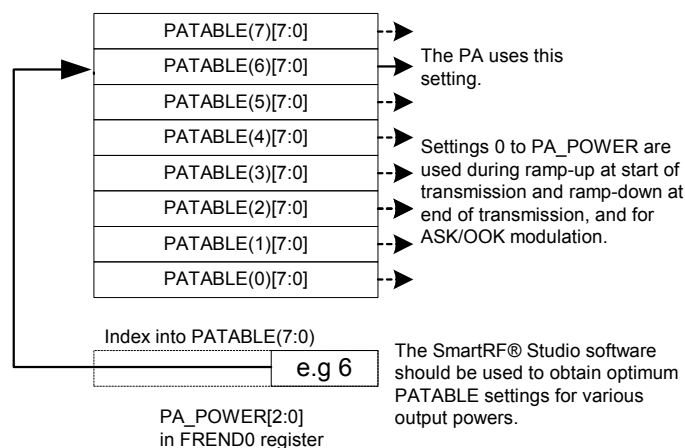 PATABLE(7)[7:0]
PATABLE(6)[7:0]
PATABLE(5)[7:0]
PATABLE(4)[7:0]
PATABLE(3)[7:0]
PATABLE(2)[7:0]
PATABLE(1)[7:0]
PATABLE(0)[7:0]
The PA uses this
setting.
Settings 0 to PA_POWER are
used during ramp-up at start of
transmission and ramp-down at
end of transmission, and for
ASK/OOK modulation.
Index into PATABLE(7:0)
e.g 6
PA_POWER[2:0]
in FREND0 register
The SmartRF® Studio software
should be used to obtain optimum
PATABLE settings for various
output powers.